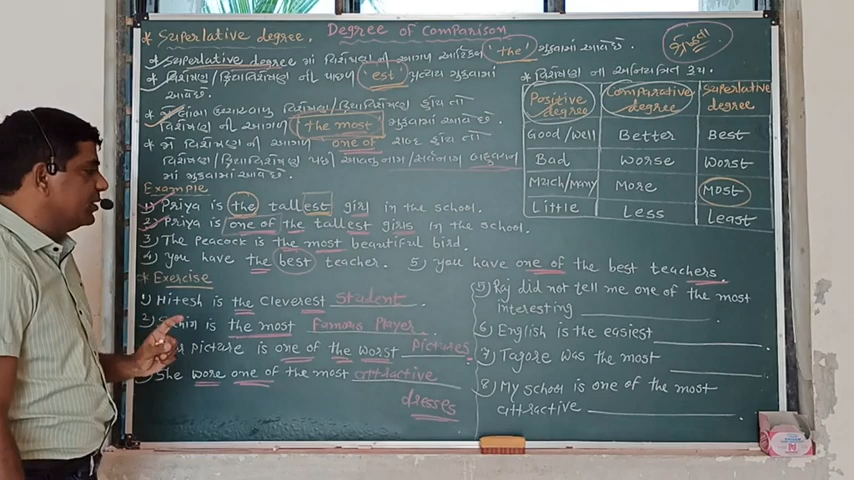 * Superlative degree,
Degree of Comparison
* Superlative degree માં વિશેષણ ની આગળ આર્ટિકલ 'the' મુકવામાં આવે છે.
* વિશેષણ/ક્રિયાવિશેષણ ની પાછળ 'est' પ્રત્યય મુકવામાં
આવે છે.
* વિશેષણ/ક્રિયાવિશેષણ હોય તો
વિશેષણ ની આગળ the most મુકવામાં આવે છે.
* જે વિશેષણ ની આગળ one of શબ્દ હોય તો
વિશેષણ/ક્રિયાવિશેષણ પછી આવતુ નામ/સર્વનામ બહુવચન
માં મુકવામાં આવે છે.
Example
1) Priya is the tallest girl in the school.
2) Priya is one of the tallest girls in the school.
3) The Peacock is the most beautiful bird.
4) You have the best teacher. 5) you have one of the best teachers.
* Exercise
1) Hitesh is the Cleverest student.
2) is the most Famous Player
picture is one of the worst pictures.
She wore one of the most attractive
dresses
* વિશેષણ ના અનિયમિત રૂપ.
Positive degree Comparative degree Superlative degree
Good/well Better Best
Bad worse Worst
Much/Many More Most
Little Less Least
5) Raj did not tell me one of the most
interesting
6) English is the easiest
7) Tagore was the most
8) My school is one of the most
attractive